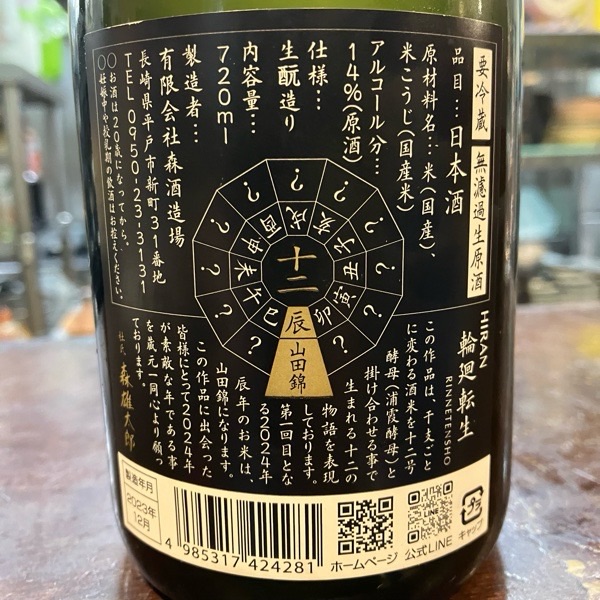 要冷蔵
無濾過生原酒
品目…日本酒
原材料名…米(国産)、
米こうじ(国産米)
アルコール分…
14%(原酒)
仕様…
生酛造り
内容量…
720ml
製造者…
有限会社森酒造場
長崎県平戸市新町31番地
TEL0950-23-3131
○お酒は20歳になってから。
○妊娠中や授乳期の飲酒はお控えください。
十二
子
丑
寅
卯
辰
巳
午
未
申
酉
戌
亥
?
?
?
?
?
?
?
?
?
?
?
山田錦
HIRAN
輪廻転生
RINNETENSHO
この作品は、干支ごと
に変わる酒米を十二号
酵母(浦霞酵母)と
掛け合わせる事で
生まれる十二の
物語を表現
しております。
第一回目とな
る2024年
辰年のお米は、
山田錦になります。
この作品に出会った
皆様にとって2024年
が素敵な年である事
を蔵元一同心より願っ
ております。
杜氏 森雄太郎
製造年月
2023年
12月
4 985317 424281
ホームページ
公式LINE
LINE
プラ
キャップ